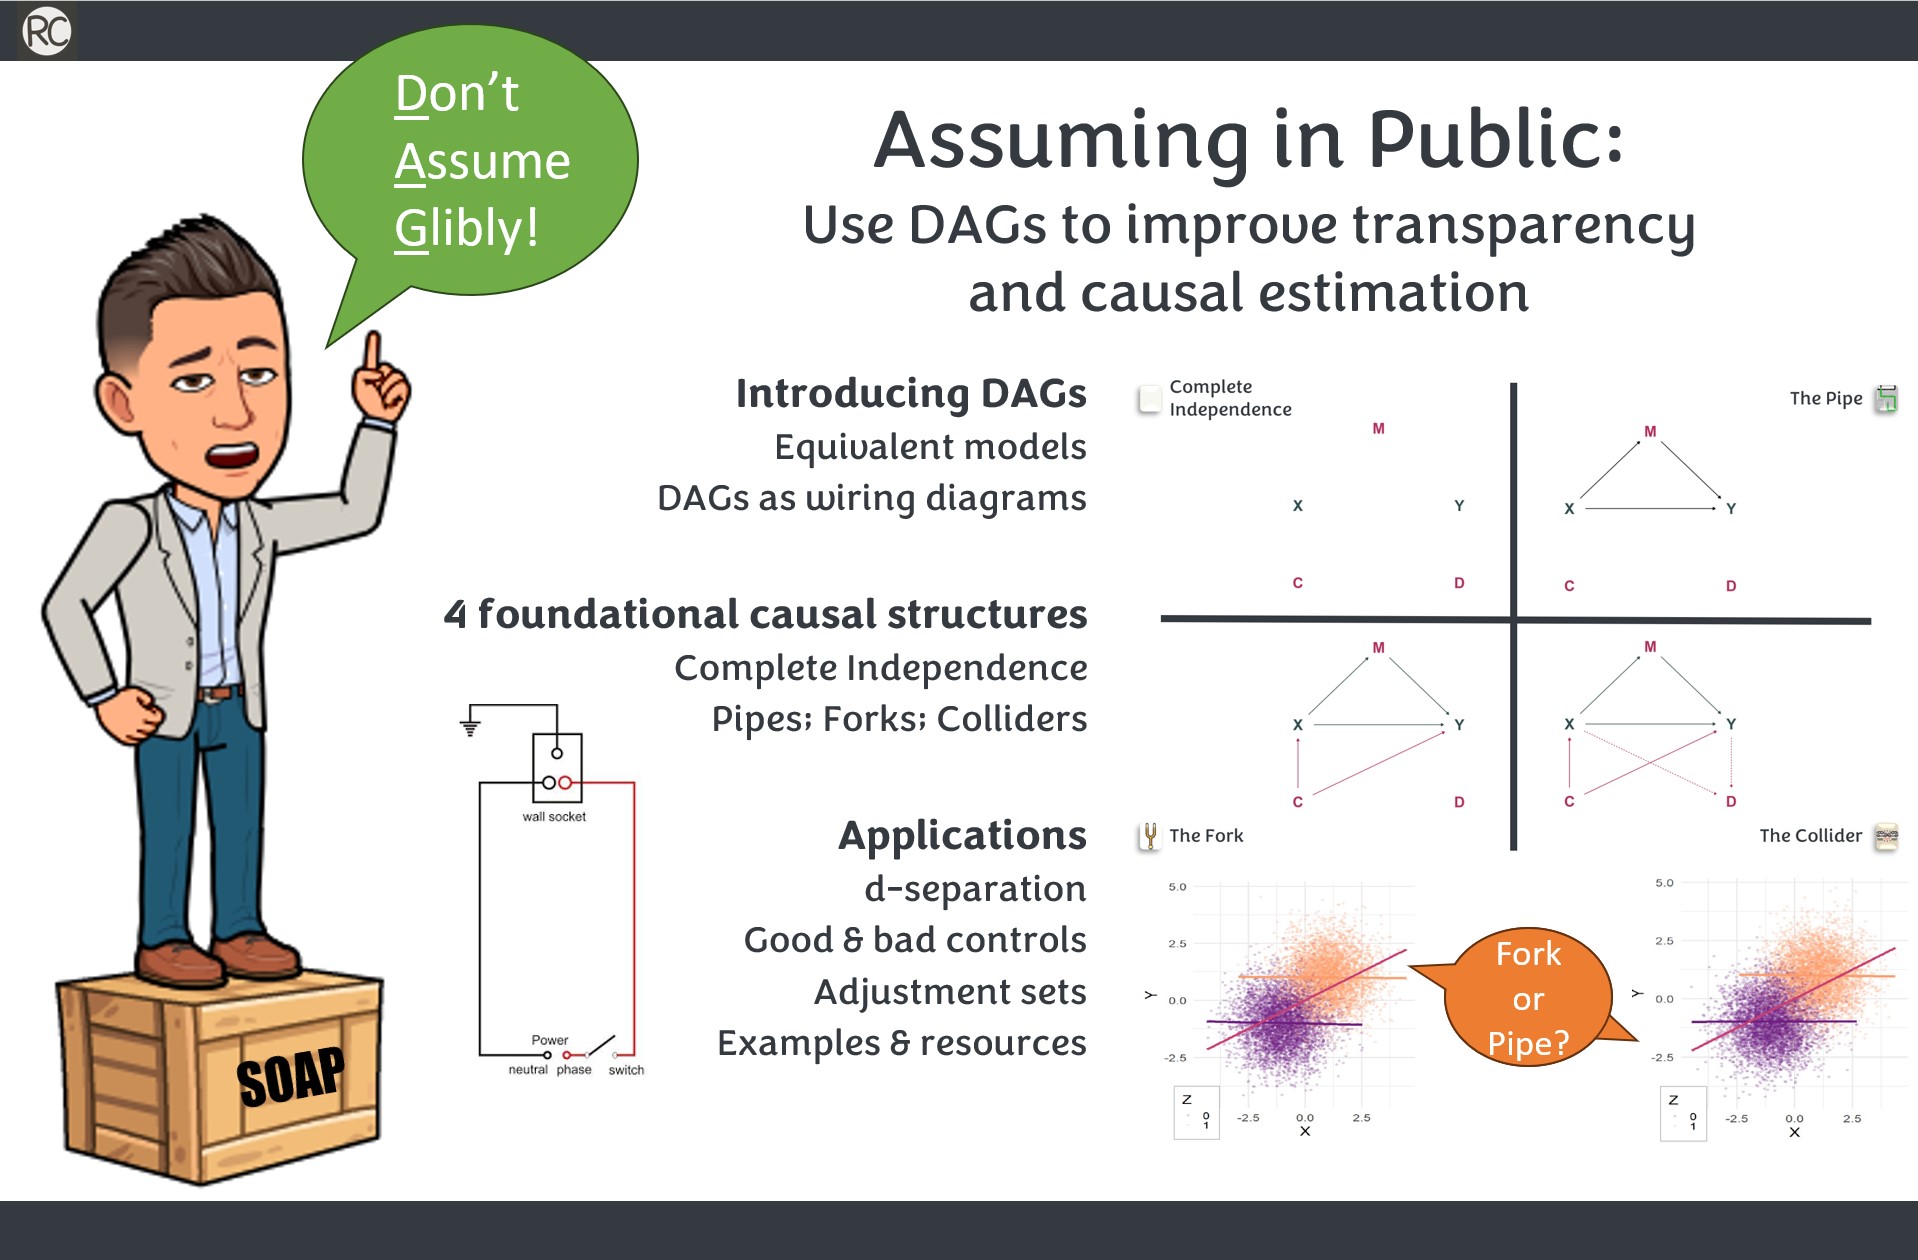 RC
Don't
Assume
Glibly!
Assuming in Public:
Use DAGs to improve transparency
and causal estimation
Introducing DAGs
Equivalent models
DAGs as wiring diagrams
4 foundational causal structures
Complete Independence
Pipes; Forks; Colliders
Applications
d-separation
Good & bad controls
Adjustment sets
Examples & resources
wall socket
Power
neutral phase switch
SOAP
Complete
Independence
M
X Y
C D
The Pipe
M
X Y
C D
M
X Y
C D
The Fork
M
X Y
C D
The Collider
5.0
2.5
0.0
-2.5
Y
Z
0
1
-2.5 0.0 2.5
X
Fork
or
Pipe?
5.0
2.5
0.0
-2.5
Y
Z
0
1
-2.5 0.0 2.5
X